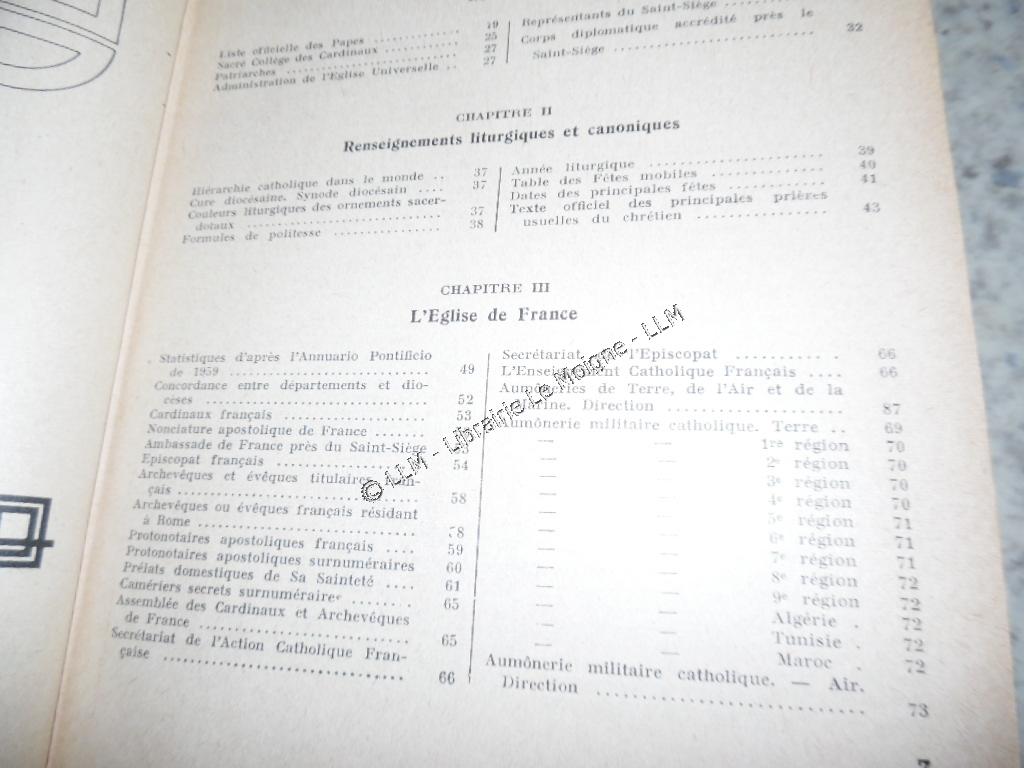 Liste officielle des Papes ............... 19
Sacré Collège des Cardinaux ............ 25
Patriarches ........................ 27
Administration de l'Eglise Universelle .. 27
Représentants du Saint-Siège
Corps diplomatique accrédité près le
Saint-Siège .......................... 32
CHAPITRE II
Renseignements liturgiques et canoniques
Hiérarchie catholique dans le monde .. 37
Cure diocésaine. Synode diocésain .... 37
Couleurs liturgiques des ornements sacer-
dotaux ........................ 37
Formules de politesse ................ 38
Année liturgique ...................... 39
Table des Fêtes mobiles .............. 40
Dates des principales fêtes ............ 41
Texte officiel des principales prières
usuelles du chrétien ................ 43
CHAPITRE III
L'Eglise de France
Statistiques d'après l'Annuario Pontificio
de 1959 ............................ 49
Concordance entre départements et dio-
cèses .............................. 52
Cardinaux français .................... 53
Nonciature apostolique de France .......
Ambassade de France près du Saint-Siège 53
Episcopat français .................... 54
Archevêques et évêques titulaires fran-
çais ................................ 58
Archevêques ou évêques français résidant
à Rome ............................ 78
Protonotaires apostoliques français .... 59
Protonotaires apostoliques surnuméraires 60
Prélats domestiques de Sa Sainteté .... 61
Camériers secrets surnuméraires ........ 65
Assemblée des Cardinaux et Archevêques
de France .......................... 65
Secrétariat de l'Action Catholique Fran-
çaise .............................. 66
Secrétariat de l'Episcopat ........... 66
L'Enseignement Catholique Français .... 66
Aumôneries de Terre, de l'Air et de la
Marine. Direction .................... 87
Aumônerie militaire catholique. Terre .. 69
— — 1re région 70
— — 2e région 70
— — 3e région 70
— — 4e région 70
— — 5e région 71
— — 6e région 71
— — 7e région 71
— — 8e région 72
— — 9e région 72
— — Algérie . 72
— — Tunisie . 72
— — Maroc . 72
Aumônerie militaire catholique. — Air.
Direction ............................ 73
© LLM - Librairie Le Moigne - LLM
7